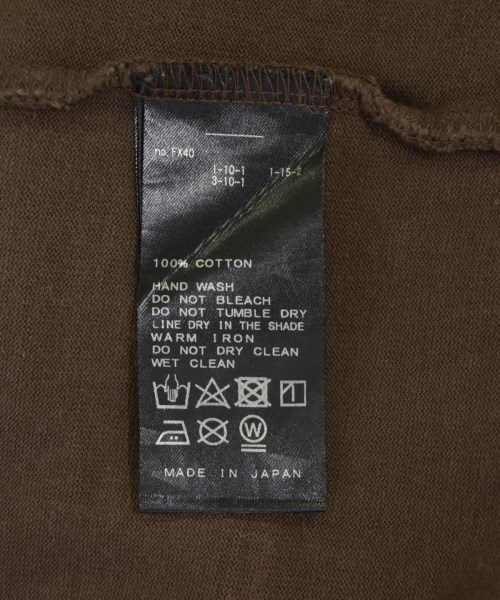 no. FX40
1-10-1 1-15-2
3-10-1
100% COTTON
HAND WASH
DO NOT BLEACH
DO NOT TUMBLE DRY
LINE DRY IN THE SHADE
WARM IRON
DO NOT DRY CLEAN
WET CLEAN
W
MADE IN JAPAN